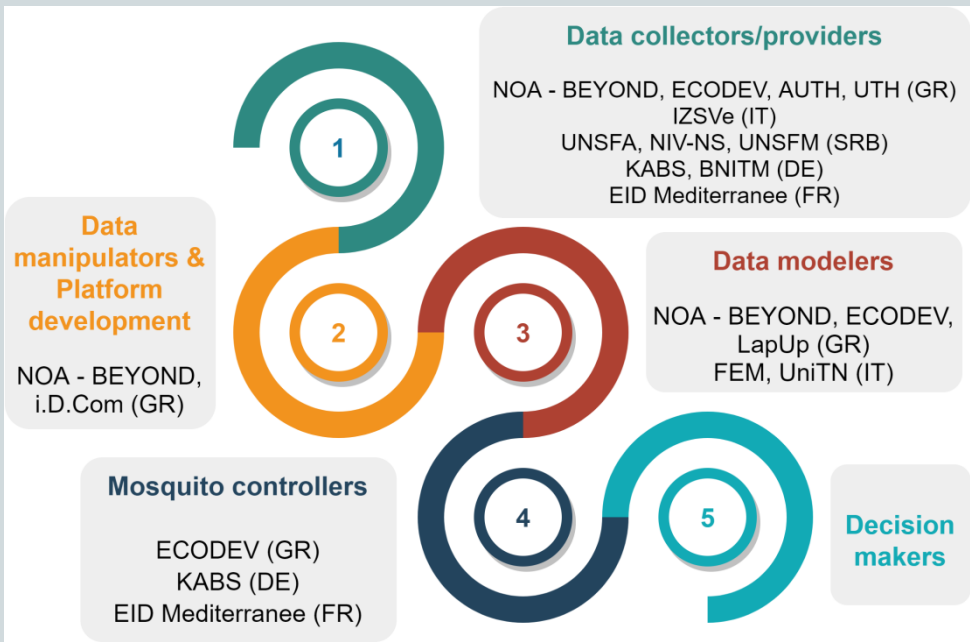 1
Data collectors/providers
NOA - BEYOND, ECODEV, AUTH, UTH (GR)
IZSVe (IT)
UNSFA, NIV-NS, UNSFM (SRB)
KABS, BNITM (DE)
EID Mediterranee (FR)
Data
manipulators &
Platform
development
NOA - BEYOND,
i.D.Com (GR)
2
3
Data modelers
NOA - BEYOND, ECODEV,
LapUp (GR)
FEM, UniTN (IT)
Mosquito controllers
ECODEV (GR)
KABS (DE)
EID Mediterranee (FR)
4
5
Decision
makers